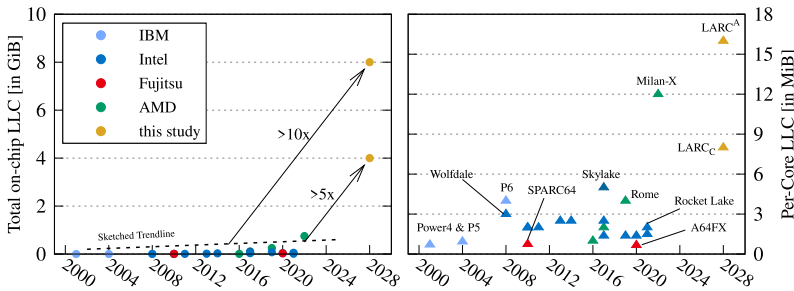 Total on-chip LLC [in GiB]
10
8
6
4
2
0
IBM
Intel
Fujitsu
AMD
this study
>10x
>5x
Sketched Trendline
2000
2004
2008
2012
2016
2020
2024
2028
LARC^A
Milan-X
LARC_C
Skylake
Wolfdale
P6
SPARC64
Rome
Rocket Lake
Power4 & P5
A64FX
2000
2004
2008
2012
2016
2020
2024
2028
18
15
12
9
6
3
0
Per-Core LLC [in MiB]